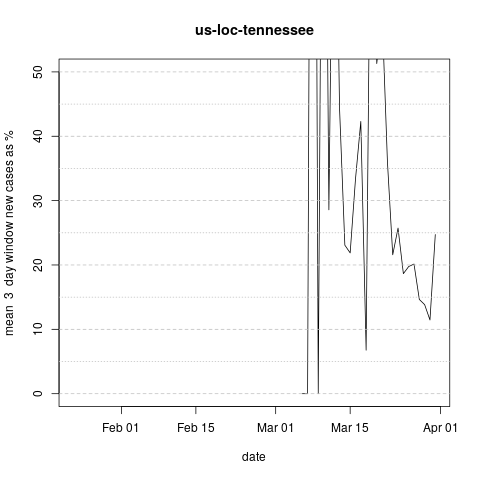 us-loc-tennessee
mean  3  day window new cases as %
50
40
30
20
10
0
Feb 01
Feb 15
Mar 01
Mar 15
Apr 01
date